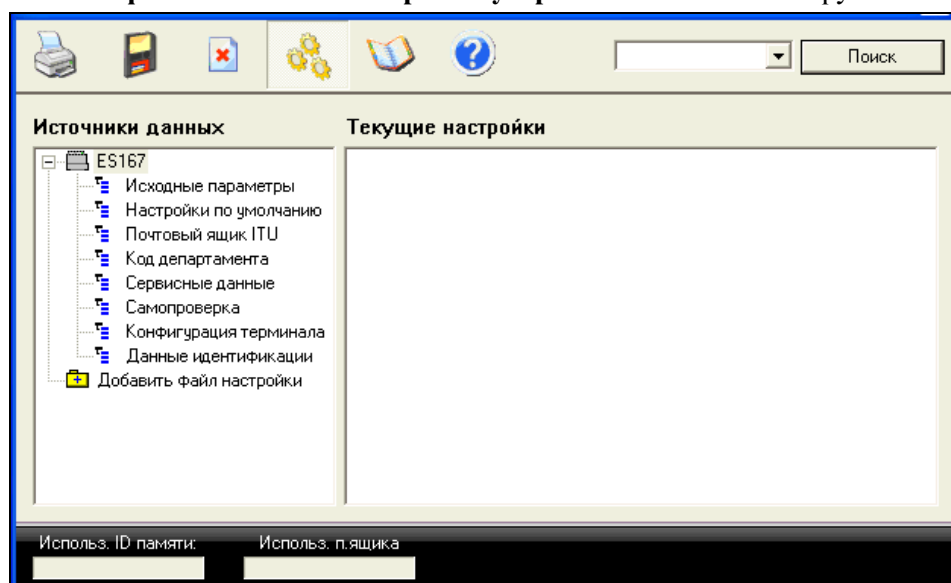 Поиск
Источники данных
Текущие настройки
ES167
Исходные параметры
Настройки по умолчанию
Почтовый ящик ITU
Код департамента
Сервисные данные
Самопроверка
Конфигурация терминала
Данные идентификации
Добавить файл настройки
Использ. ID памяти:
Использ. п.ящика